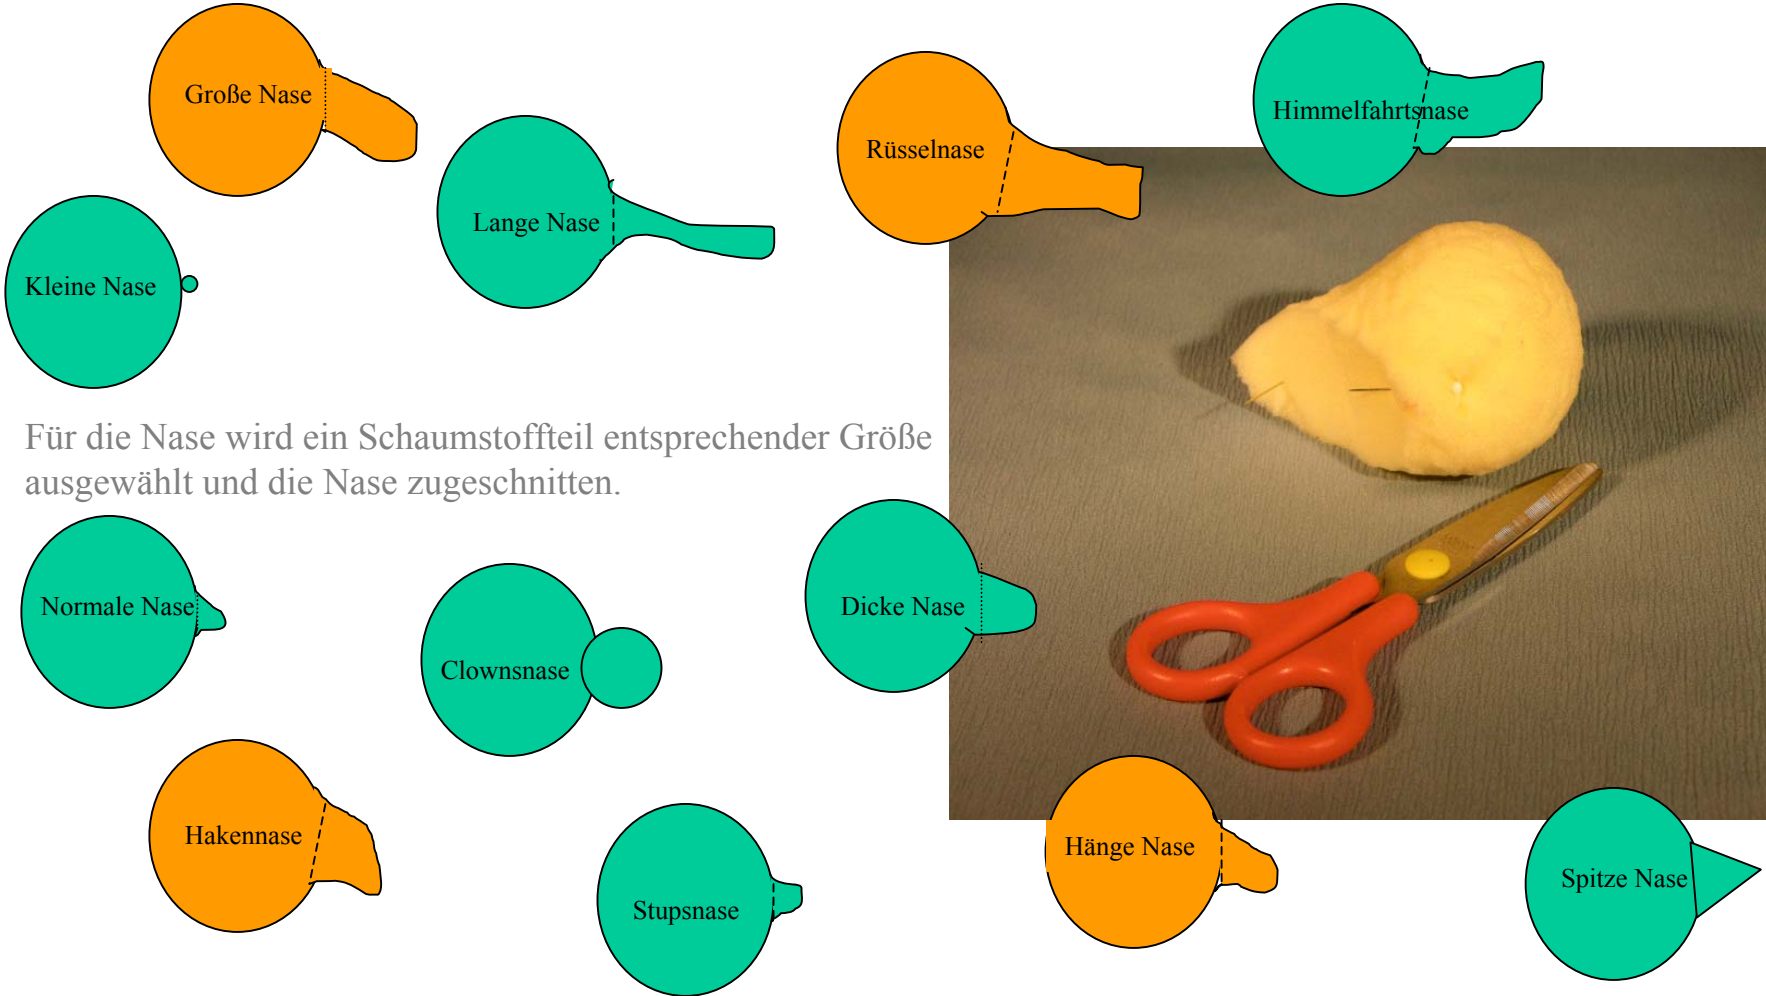 Große Nase
Himmelfahrtsnase
Rüsselnase
Lange Nase
Kleine Nase
Für die Nase wird ein Schaumstoffteil entsprechender Größe
ausgewählt und die Nase zugeschnitten.
Normale Nase
Dicke Nase
Clownsnase
Hakennase
Hänge Nase
Spitze Nase
Stupsnase